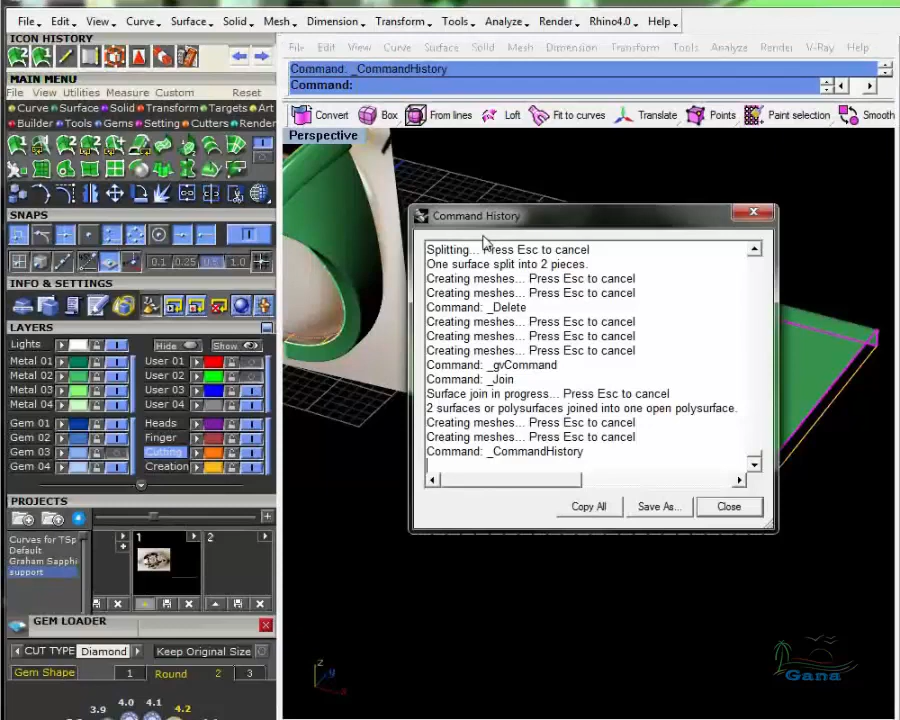 File Edit View Curve Surface Solid Mesh Dimension Transform Tools Analyze Render Rhino4.0 Help
ICON HISTORY
File Edit View Curve Surface Solid Mesh Dimension Transform Tools Analyze Render V-Ray Help
Command: _CommandHistory
Command:
MAIN MENU
File View Utilities Measure Custom Reset
Curve Surface Solid Transform Targets Art
Builder Tools Gems Setting Cutters Render
Convert Box From lines Loft Fit to curves Translate Points Paint selection Smooth
Perspective
SNAPS
0.1 0.25 0.5 1.0
INFO & SETTINGS
LAYERS
Lights Hide Show
Metal 01 User 01
Metal 02 User 02
Metal 03 User 03
Metal 04 User 04
Gem 01 Heads
Gem 02 Finger
Gem 03 Cutting
Gem 04 Creation
PROJECTS
Curves for TSp
Default
Graham Sapphi
support
1 2
GEM LOADER
CUT TYPE Diamond Keep Original Size
Gem Shape 1 Round 2 3
3.9 4.0 4.1 4.2
Command History
Splitting... Press Esc to cancel
One surface split into 2 pieces.
Creating meshes... Press Esc to cancel
Creating meshes... Press Esc to cancel
Command: _Delete
Creating meshes... Press Esc to cancel
Creating meshes... Press Esc to cancel
Creating meshes... Press Esc to cancel
Command: _gvCommand
Command: _Join
Surface join in progress... Press Esc to cancel
2 surfaces or polysurfaces joined into one open polysurface.
Creating meshes... Press Esc to cancel
Creating meshes... Press Esc to cancel
Command: _CommandHistory
Copy All Save As... Close
z
y
x
Gana